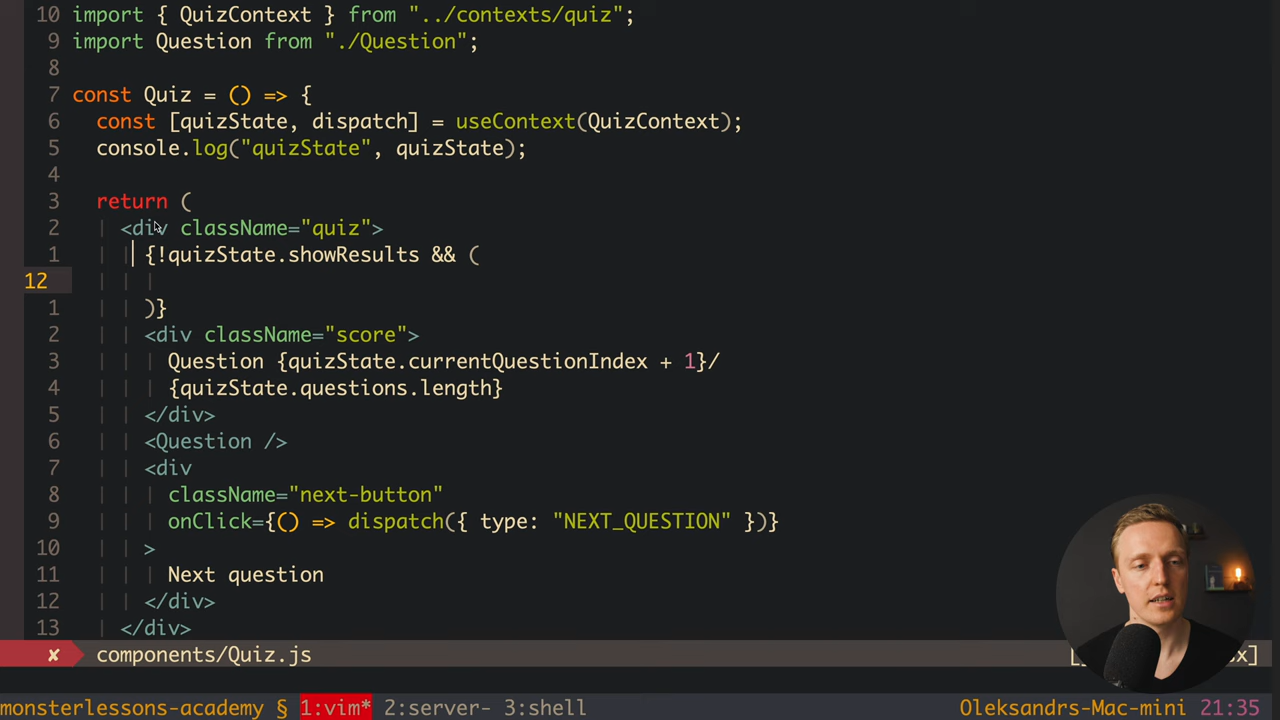 10 import { QuizContext } from "../contexts/quiz";
9 import Question from "./Question";
8
7 const Quiz = () => {
6 const [quizState, dispatch] = useContext(QuizContext);
5 console.log("quizState", quizState);
4
3 return (
2 <div className="quiz">
1 {!quizState.showResults && (
12
1 )}
2 <div className="score">
3 Question {quizState.currentQuestionIndex + 1}/
4 {quizState.questions.length}
5 </div>
6 <Question />
7 <div
8 className="next-button"
9 onClick={() => dispatch({ type: "NEXT_QUESTION" })}
10 >
11 Next question
12 </div>
13 </div>
✘ components/Quiz.js
monsterlessons-academy § 1:vim* 2:server- 3:shell Oleksandrs-Mac-mini 21:35